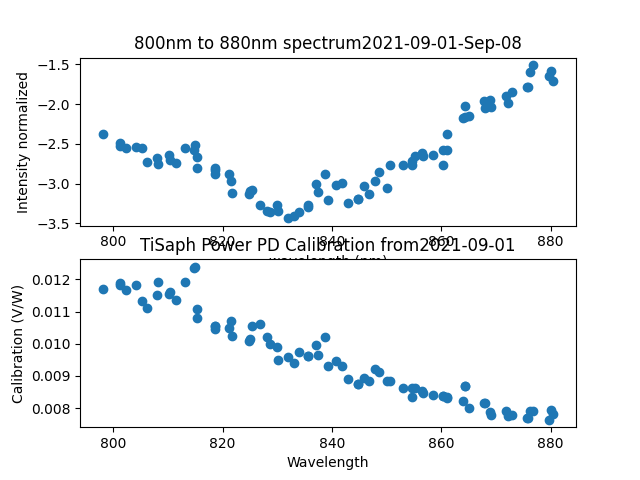 800nm to 880nm spectrum2021-09-01-Sep-08
Intensity normalized
−1.5
−2.0
−2.5
−3.0
−3.5
800 820 840 860 880
wavelength (nm)
TiSaph Power PD Calibration from2021-09-01
Calibration (V/W)
0.012
0.011
0.010
0.009
0.008
800 820 840 860 880
Wavelength